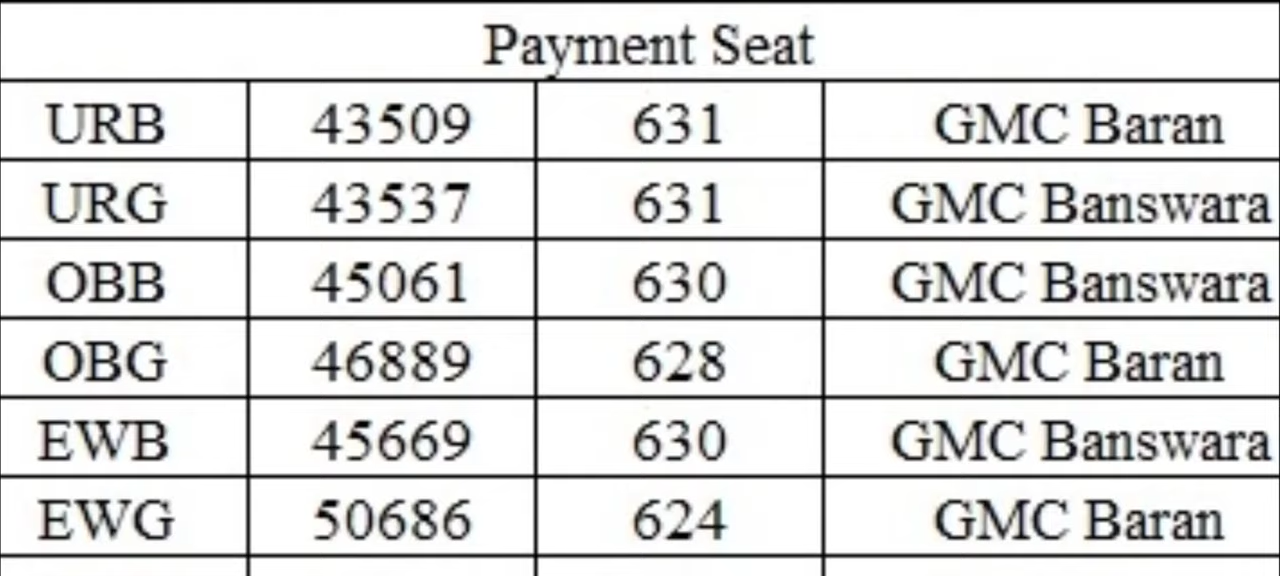 Payment Seat
URB 43509 631 GMC Baran
URG 43537 631 GMC Banswara
OBB 45061 630 GMC Banswara
OBG 46889 628 GMC Baran
EWB 45669 630 GMC Banswara
EWG 50686 624 GMC Baran